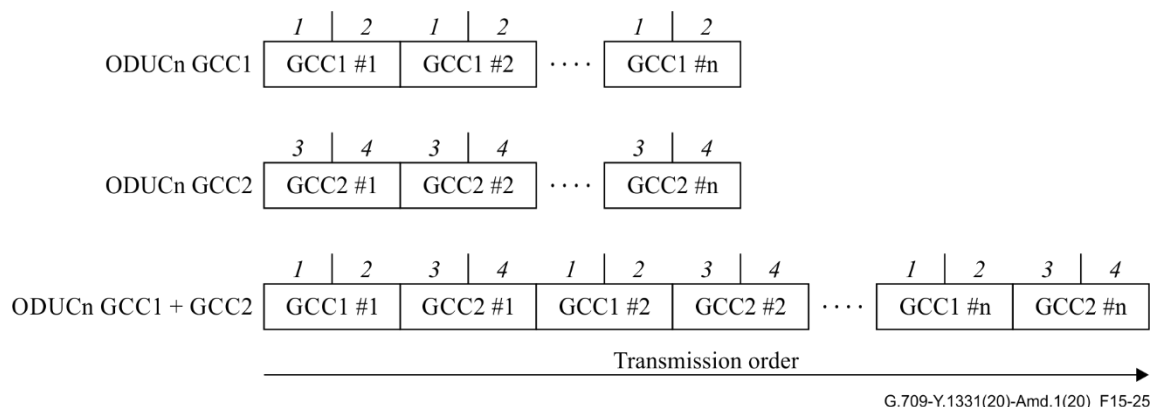 1 2 1 2 1 2
ODUCn GCC1 GCC1 #1 GCC1 #2 · · · · GCC1 #n
3 4 3 4 3 4
ODUCn GCC2 GCC2 #1 GCC2 #2 · · · · GCC2 #n
1 2 3 4 1 2 3 4 1 2 3 4
ODUCn GCC1 + GCC2 GCC1 #1 GCC2 #1 GCC1 #2 GCC2 #2 · · · · GCC1 #n GCC2 #n
Transmission order
G.709-Y.1331(20)-Amd.1(20)_F15-25